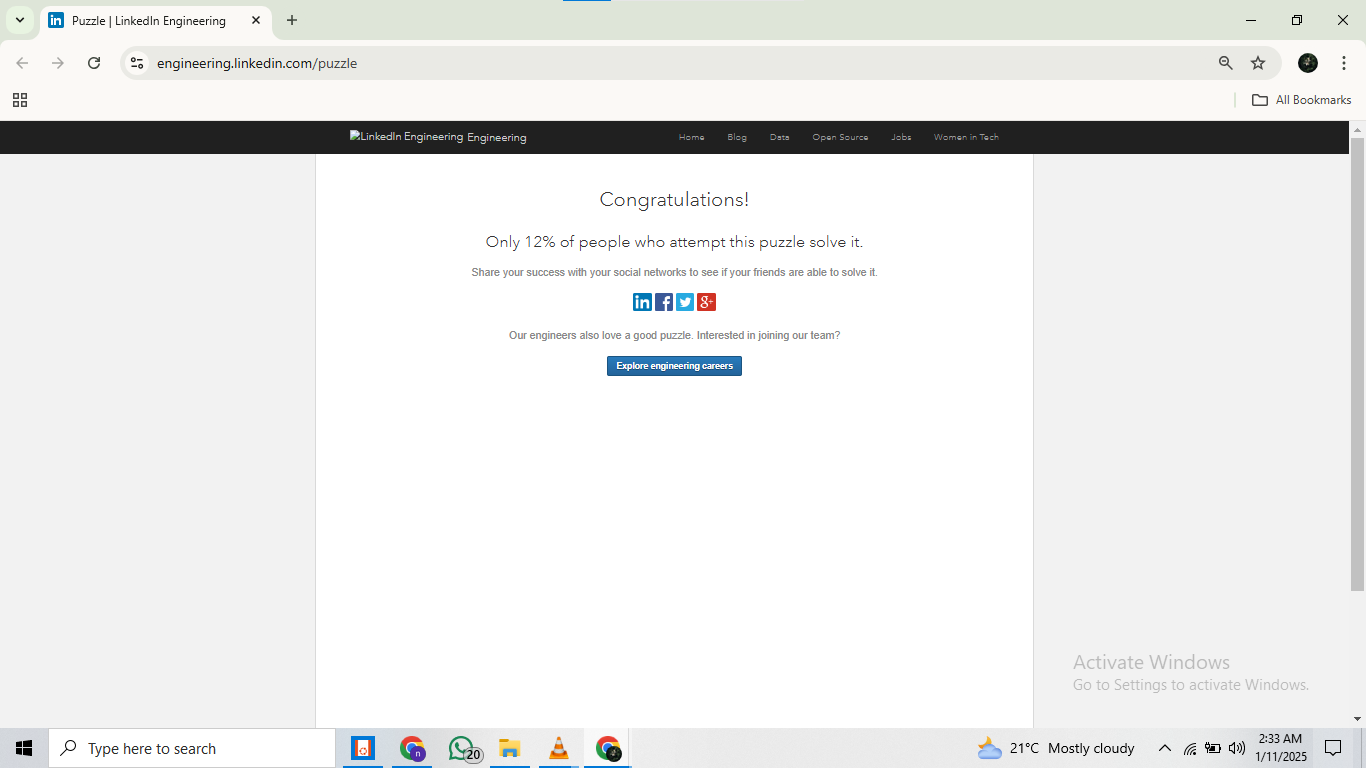 Puzzle | LinkedIn Engineering
engineering.linkedin.com/puzzle
All Bookmarks
LinkedIn Engineering Engineering
Home Blog Data Open Source Jobs Women in Tech
Congratulations!
Only 12% of people who attempt this puzzle solve it.
Share your success with your social networks to see if your friends are able to solve it.
in f g+
Our engineers also love a good puzzle. Interested in joining our team?
Explore engineering careers
Activate Windows
Go to Settings to activate Windows.
Type here to search
n
20
21°C Mostly cloudy
2:33 AM
1/11/2025